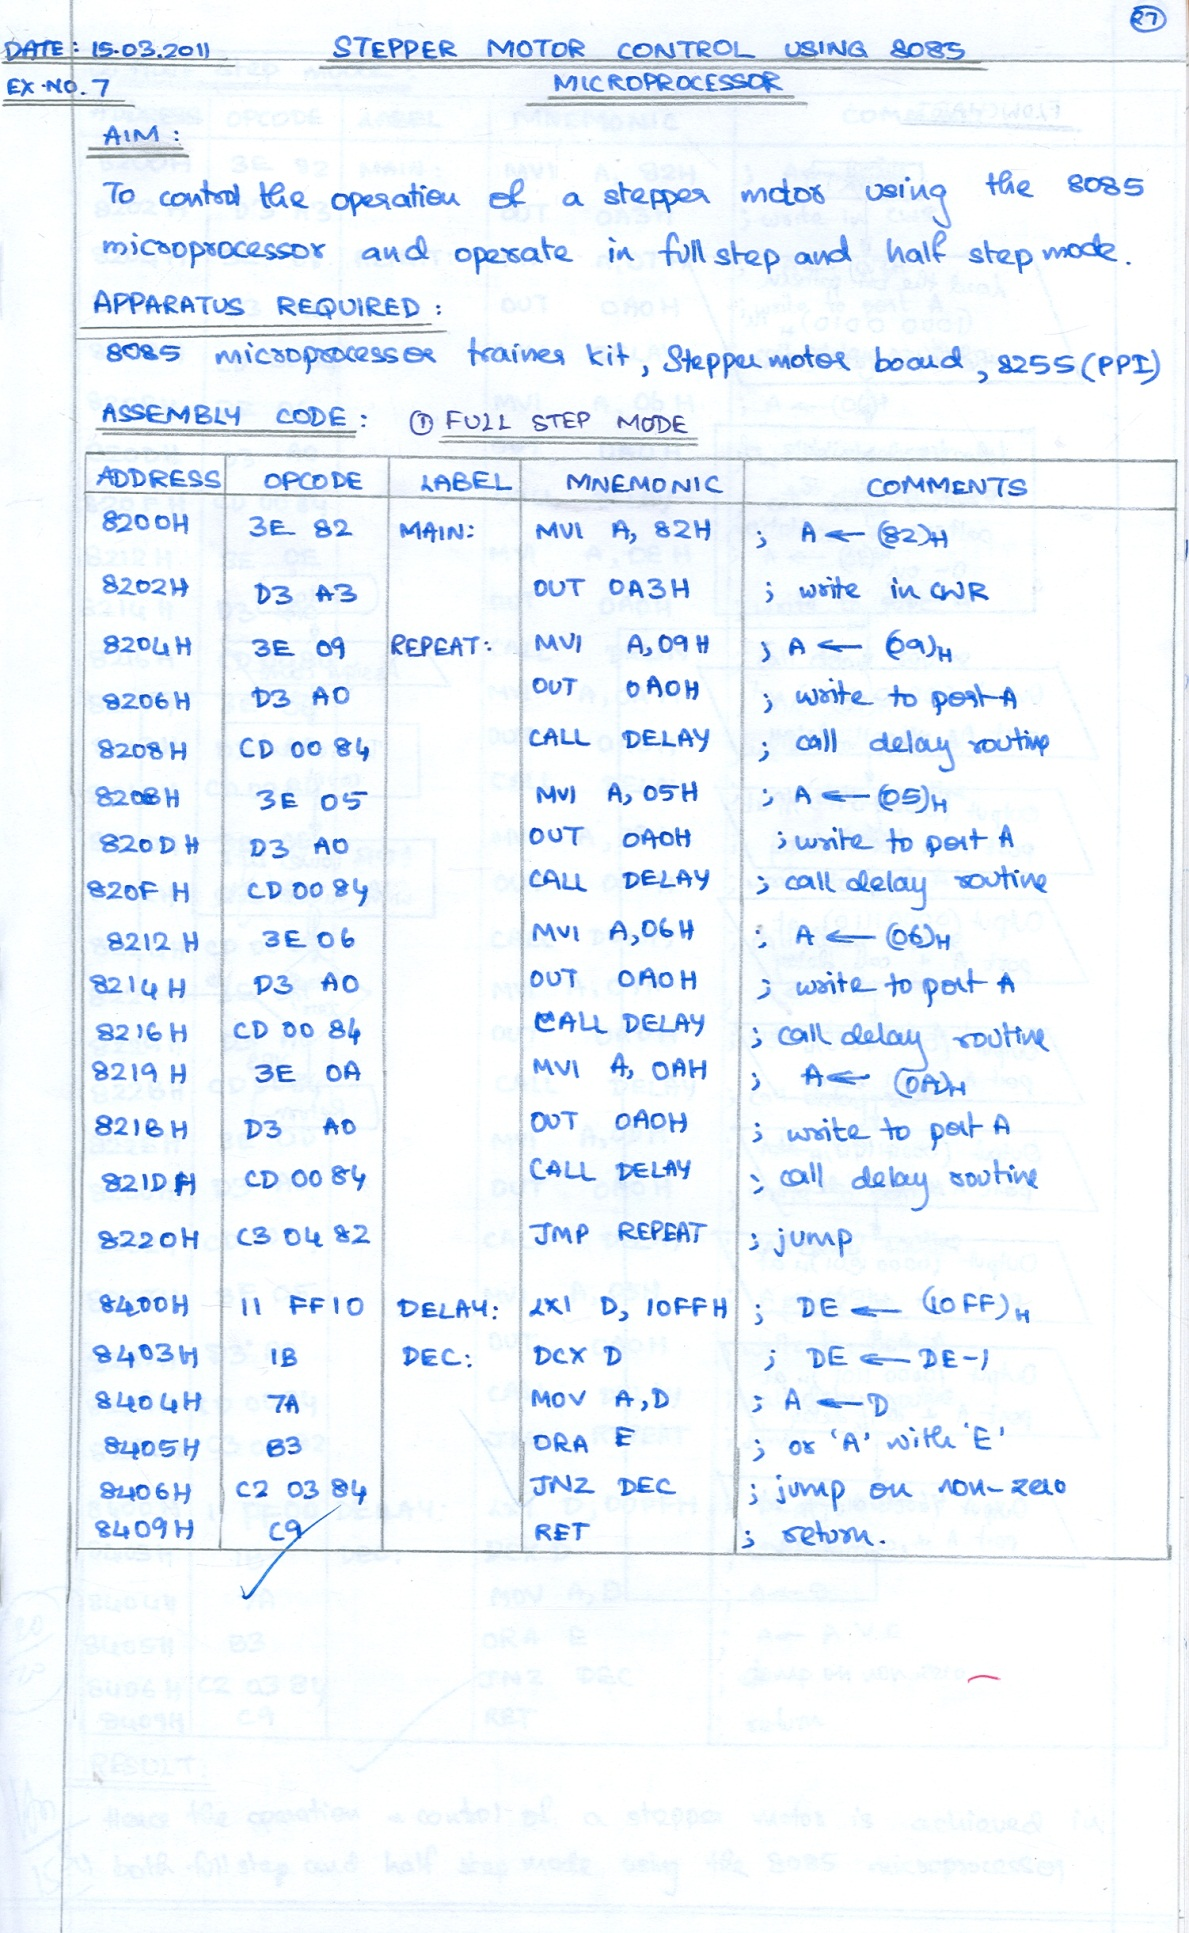 27
DATE: 15.03.2011 STEPPER MOTOR CONTROL USING 8085
EX.NO.7 MICROPROCESSOR
AIM:
To control the operation of a stepper motor using the 8085
microprocessor and operate in full step and half step mode.
APPARATUS REQUIRED:
8085 microprocessor trainer kit, Stepper motor board, 8255 (PPI)
ASSEMBLY CODE: ① FULL STEP MODE
ADDRESS OPCODE LABEL MNEMONIC COMMENTS
8200H 3E 82 MAIN: MVI A, 82H ; A ← (82)H
8202H D3 A3 OUT 0A3H ; write in CWR
8204H 3E 09 REPEAT: MVI A, 09H ; A ← (09)H
8206H D3 A0 OUT 0A0H ; write to port A
8208H CD 00 84 CALL DELAY ; call delay routine
820BH 3E 05 MVI A, 05H ; A ← (05)H
820DH D3 A0 OUT 0A0H ; write to port A
820FH CD 00 84 CALL DELAY ; call delay routine
8212H 3E 06 MVI A, 06H ; A ← (06)H
8214H D3 A0 OUT 0A0H ; write to port A
8216H CD 00 84 CALL DELAY ; call delay routine
8219H 3E 0A MVI A, 0AH ; A ← (0A)H
821BH D3 A0 OUT 0A0H ; write to port A
821DH CD 00 84 CALL DELAY ; call delay routine
8220H C3 04 82 JMP REPEAT ; jump
8400H 11 FF 10 DELAY: LXI D, 10FFH ; DE ← (10FF)H
8403H 1B DEC: DCX D ; DE ← DE-1
8404H 7A MOV A,D ; A ← D
8405H B3 ORA E ; or 'A' with 'E'
8406H C2 03 84 JNZ DEC ; jump on non-zero
8409H C9 RET ; return.